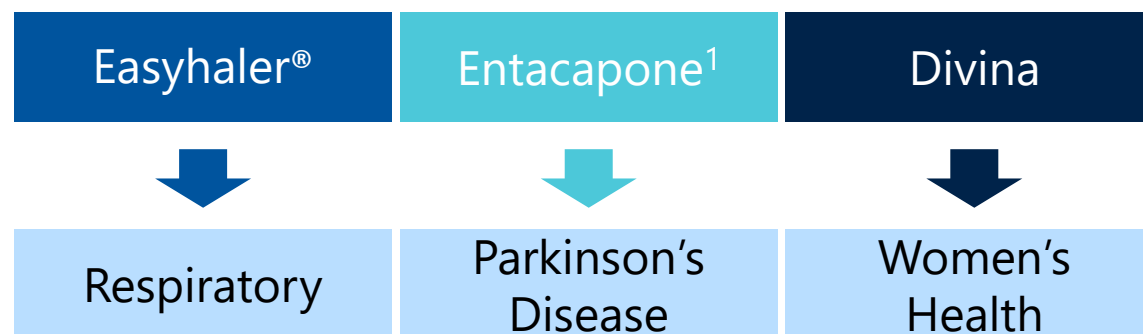 Easyhaler®
Entacapone¹
Divina
Respiratory
Parkinson's
Disease
Women's
Health